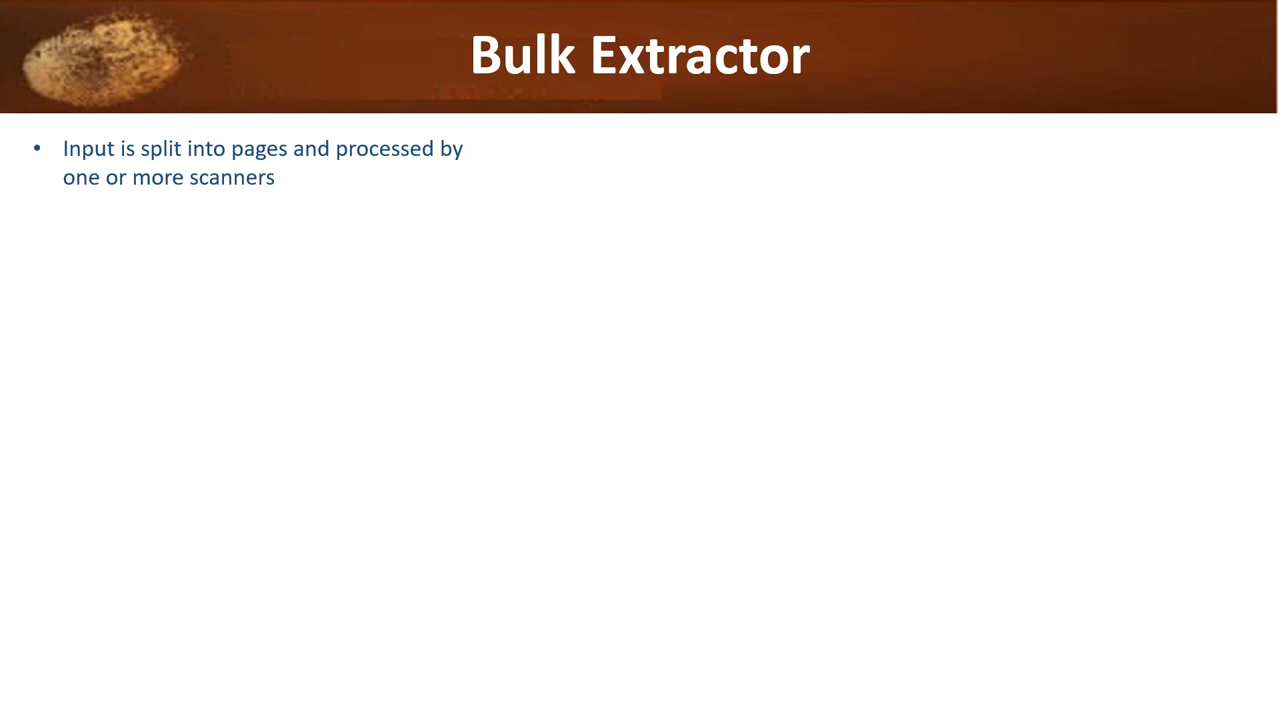 Bulk Extractor
• Input is split into pages and processed by
one or more scanners